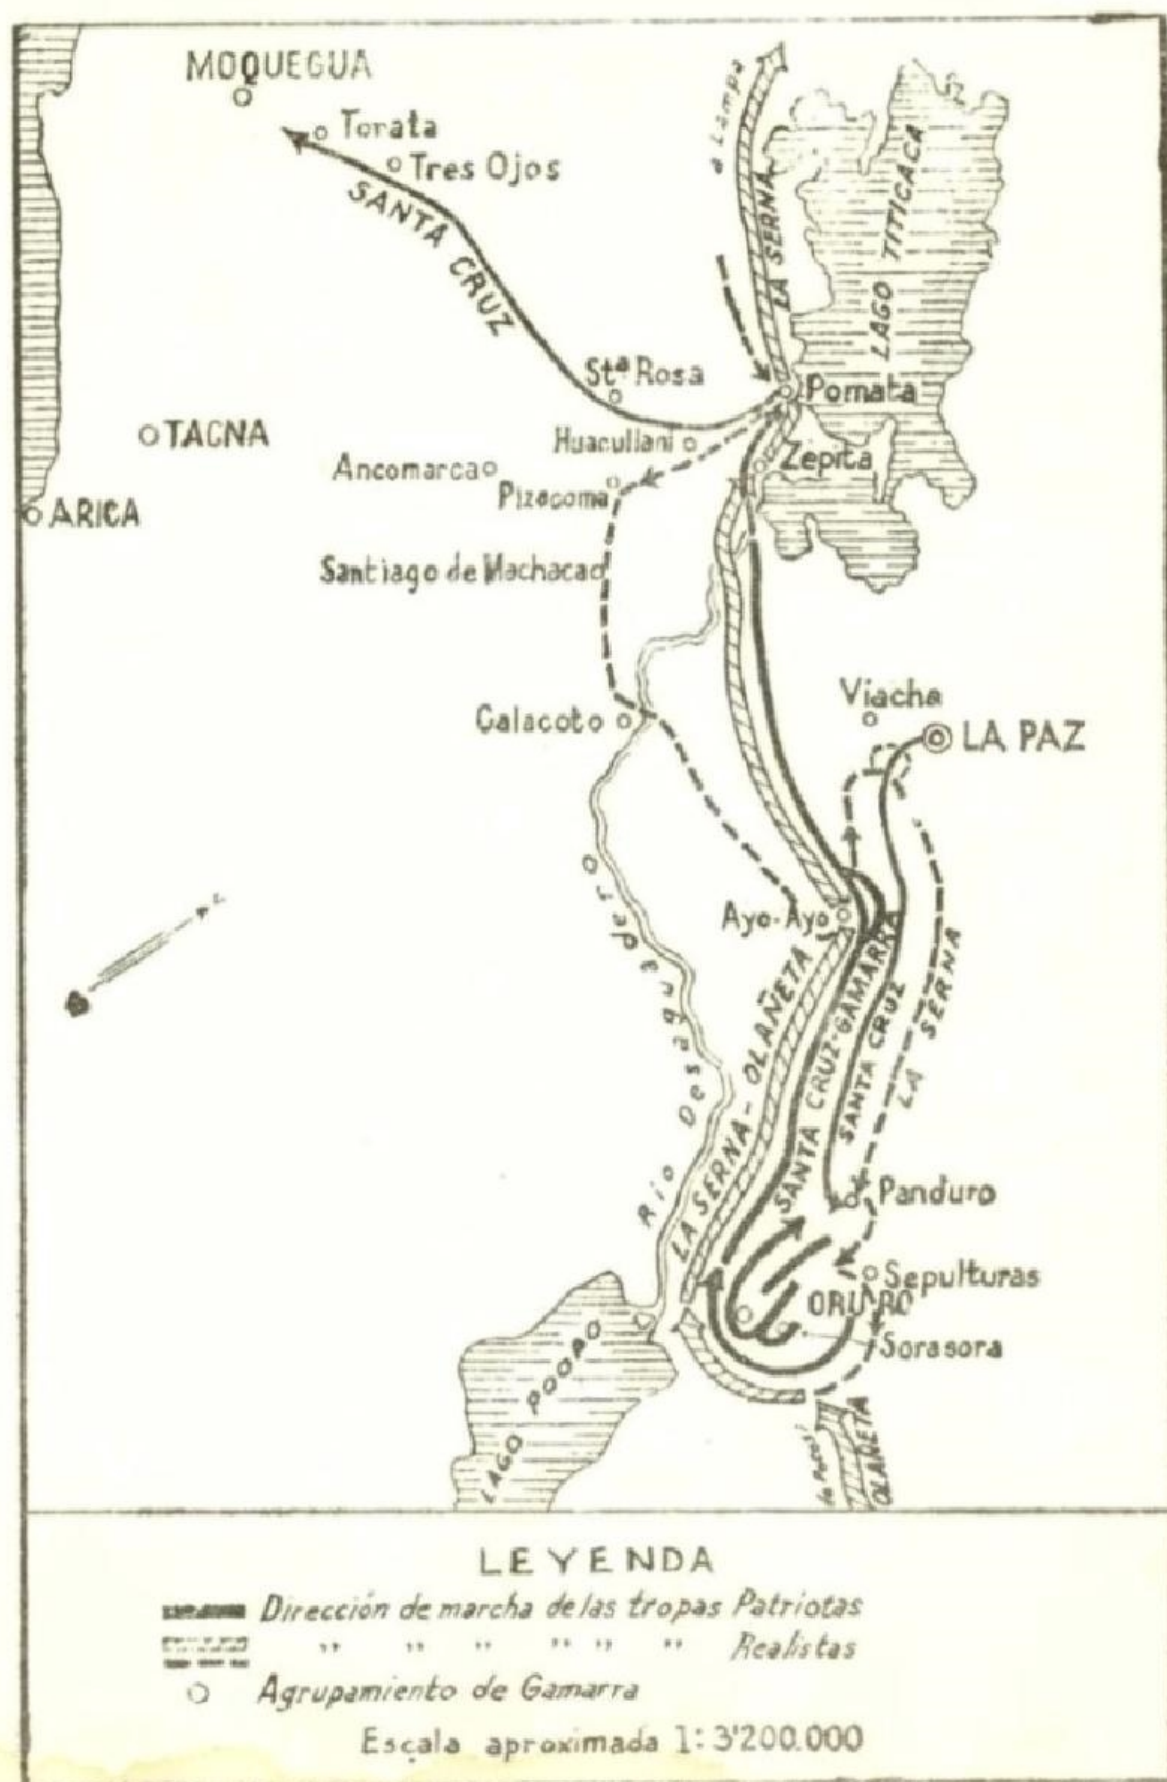 MOQUEGUA
Torata
Tres Ojos
SANTA CRUZ
a Lampa
LA SERNA
LAGO TITICACA
Stª Rosa
Pomata
TACNA
Huacullani
Zepita
Ancomarca
Pizacoma
ARICA
Santiago de Machaca
Viacha
Calacoto
LA PAZ
Ayo-Ayo
Rio Desaguadero
LA SERNA - OLAÑETA
SANTA CRUZ-GAMARRA
SANTA CRUZ
LA SERNA
Panduro
Sepulturas
ORURO
Sorasora
LAGO POOPO
OLAÑETA
LEYENDA
Dirección de marcha de las tropas Patriotas
" " " " " " Realistas
Agrupamiento de Gamarra
Escala aproximada 1:3'200.000